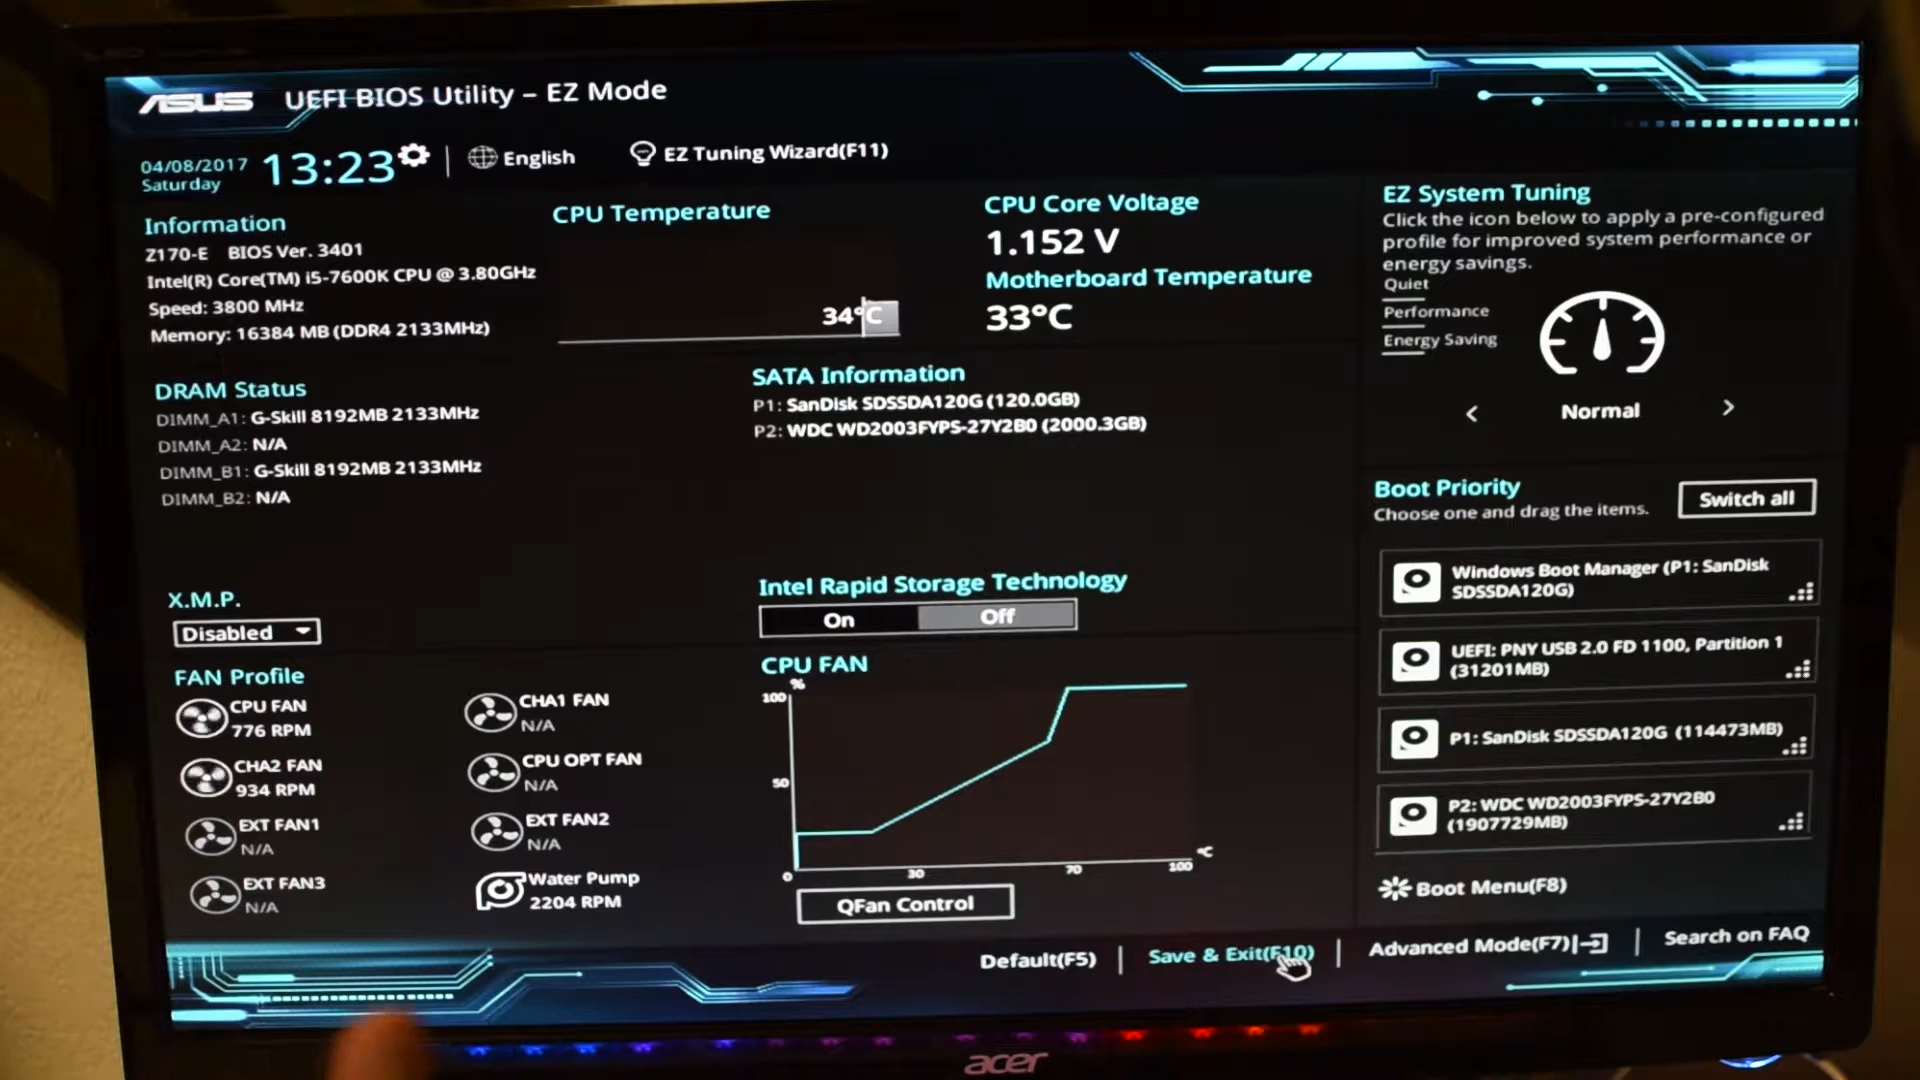 ASUS UEFI BIOS Utility – EZ Mode
04/08/2017
Saturday
13:23
English
EZ Tuning Wizard(F11)
Information
Z170-E BIOS Ver. 3401
Intel(R) Core(TM) i5-7600K CPU @ 3.80GHz
Speed: 3800 MHz
Memory: 16384 MB (DDR4 2133MHz)
CPU Temperature
34°C
CPU Core Voltage
1.152 V
Motherboard Temperature
33°C
EZ System Tuning
Click the icon below to apply a pre-configured
profile for improved system performance or
energy savings.
Quiet
Performance
Energy Saving
< Normal >
DRAM Status
DIMM_A1: G-Skill 8192MB 2133MHz
DIMM_A2: N/A
DIMM_B1: G-Skill 8192MB 2133MHz
DIMM_B2: N/A
SATA Information
P1: SanDisk SDSSDA120G (120.0GB)
P2: WDC WD2003FYPS-27Y2B0 (2000.3GB)
X.M.P.
Disabled
Intel Rapid Storage Technology
On Off
FAN Profile
CPU FAN
776 RPM
CHA1 FAN
N/A
CHA2 FAN
934 RPM
CPU OPT FAN
N/A
EXT FAN1
N/A
EXT FAN2
N/A
EXT FAN3
N/A
Water Pump
2204 RPM
CPU FAN
%
100
50
0 30 70 100
°C
QFan Control
Boot Priority
Choose one and drag the items.
Switch all
Windows Boot Manager (P1: SanDisk
SDSSDA120G)
UEFI: PNY USB 2.0 FD 1100, Partition 1
(31201MB)
P1: SanDisk SDSSDA120G (114473MB)
P2: WDC WD2003FYPS-27Y2B0
(1907729MB)
Boot Menu(F8)
Default(F5) | Save & Exit(F10) | Advanced Mode(F7) | Search on FAQ
acer